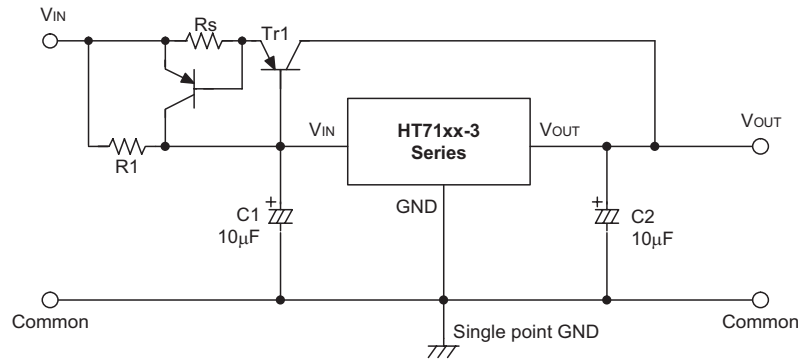 VIN
Rs
Tr1
VIN
HT71xx-3
Series
VOUT
VOUT
R1
GND
C1
10μF
C2
10μF
Common
Single point GND
Common